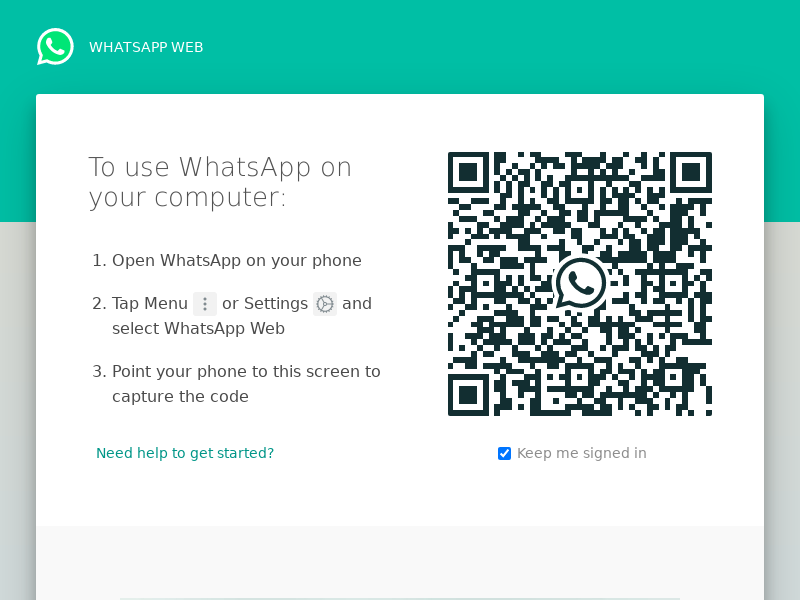 WHATSAPP WEB
To use WhatsApp on
your computer:
1. Open WhatsApp on your phone
2. Tap Menu or Settings and
select WhatsApp Web
3. Point your phone to this screen to
capture the code
Need help to get started?
Keep me signed in